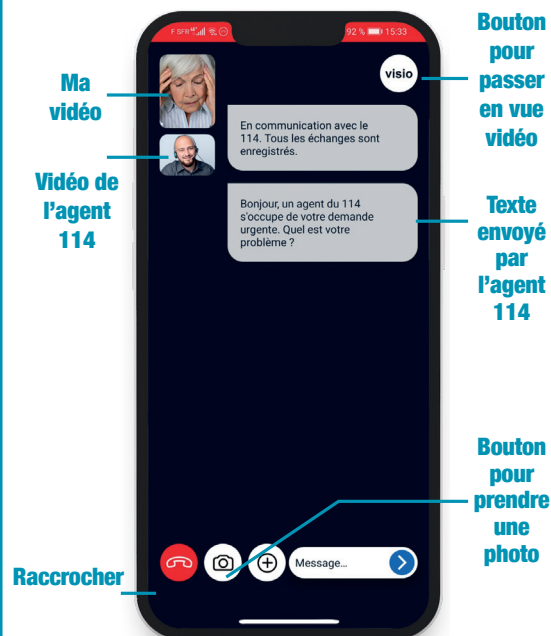 F SFR
92 %
15:33
Ma
vidéo
Vidéo de
l'agent
114
Raccrocher
visio
En communication avec le
114. Tous les échanges sont
enregistrés.
Bonjour, un agent du 114
s'occupe de votre demande
urgente. Quel est votre
problème ?
Message...
Bouton
pour
passer
en vue
vidéo
Texte
envoyé
par
l'agent
114
Bouton
pour
prendre
une
photo